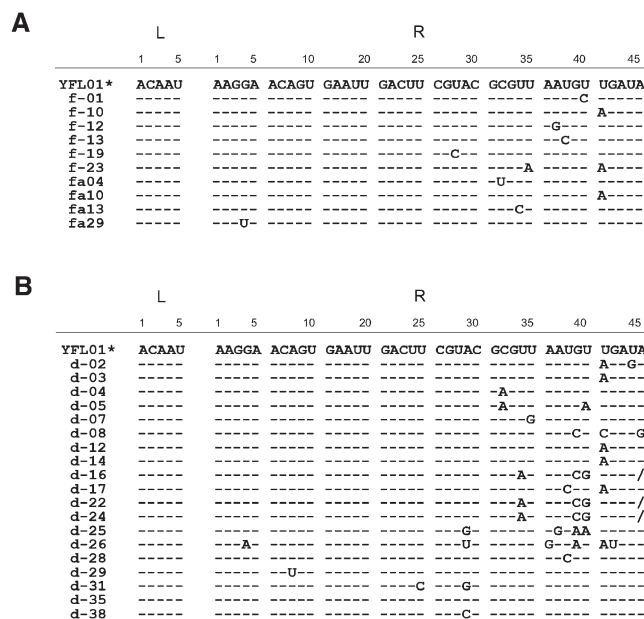 A
L R
1 5 1 5 10 15 20 25 30 35 40 45
YFL01* ACAAU AAGGA ACAGU GAAUU GACUU CGUAC GCGUU AAUGU UGAUA
f-01 ----- ----- ----- ----- ----- ----- ----- ----C -----
f-10 ----- ----- ----- ----- ----- ----- ----- ----- A----
f-12 ----- ----- ----- ----- ----- ----- ----- -G--- -----
f-13 ----- ----- ----- ----- ----- ----- ----- --C-- -----
f-19 ----- ----- ----- ----- ----- --C-- ----- ----- -----
f-23 ----- ----- ----- ----- ----- ----- ----A ----- A----
fa04 ----- ----- ----- ----- ----- ----- -U--- ----- -----
fa10 ----- ----- ----- ----- ----- ----- ----- ----- A----
fa13 ----- ----- ----- ----- ----- ----- ---C- ----- -----
fa29 ----- ---U- ----- ----- ----- ----- ----- ----- -----
B
L R
1 5 1 5 10 15 20 25 30 35 40 45
YFL01* ACAAU AAGGA ACAGU GAAUU GACUU CGUAC GCGUU AAUGU UGAUA
d-02 ----- ----- ----- ----- ----- ----- ----- ----- A--G-
d-03 ----- ----- ----- ----- ----- ----- ----- ----- A----
d-04 ----- ----- ----- ----- ----- ----- -A--- ----- -----
d-05 ----- ----- ----- ----- ----- ----- -A--- ----A -----
d-07 ----- ----- ----- ----- ----- ----- ----G ----- -----
d-08 ----- ----- ----- ----- ----- ----- ----- ---C- C---G
d-12 ----- ----- ----- ----- ----- ----- ----- ----- A----
d-14 ----- ----- ----- ----- ----- ----- ----- ----- A----
d-16 ----- ----- ----- ----- ----- ----- ---A- ---CG ----/
d-17 ----- ----- ----- ----- ----- ----- ----- --C-- A----
d-22 ----- ----- ----- ----- ----- ----- ---A- ---CG ----/
d-24 ----- ----- ----- ----- ----- ----- ---A- ---CG ----/
d-25 ----- ----- ----- ----- ----- ---G- ----- -G-AA -----
d-26 ----- ---A- ----- ----- ----- ---U- ----- G--A- AU---
d-28 ----- ----- ----- ----- ----- ----- ----- --C-- -----
d-29 ----- ----- --U-- ----- ----- ----- ----- ----- -----
d-31 ----- ----- ----- ----- ----C ---G- ----- ----- -----
d-35 ----- ----- ----- ----- ----- ----- ----- ----- -----
d-38 ----- ----- ----- ----- ----- ---C- ----- ----- -----